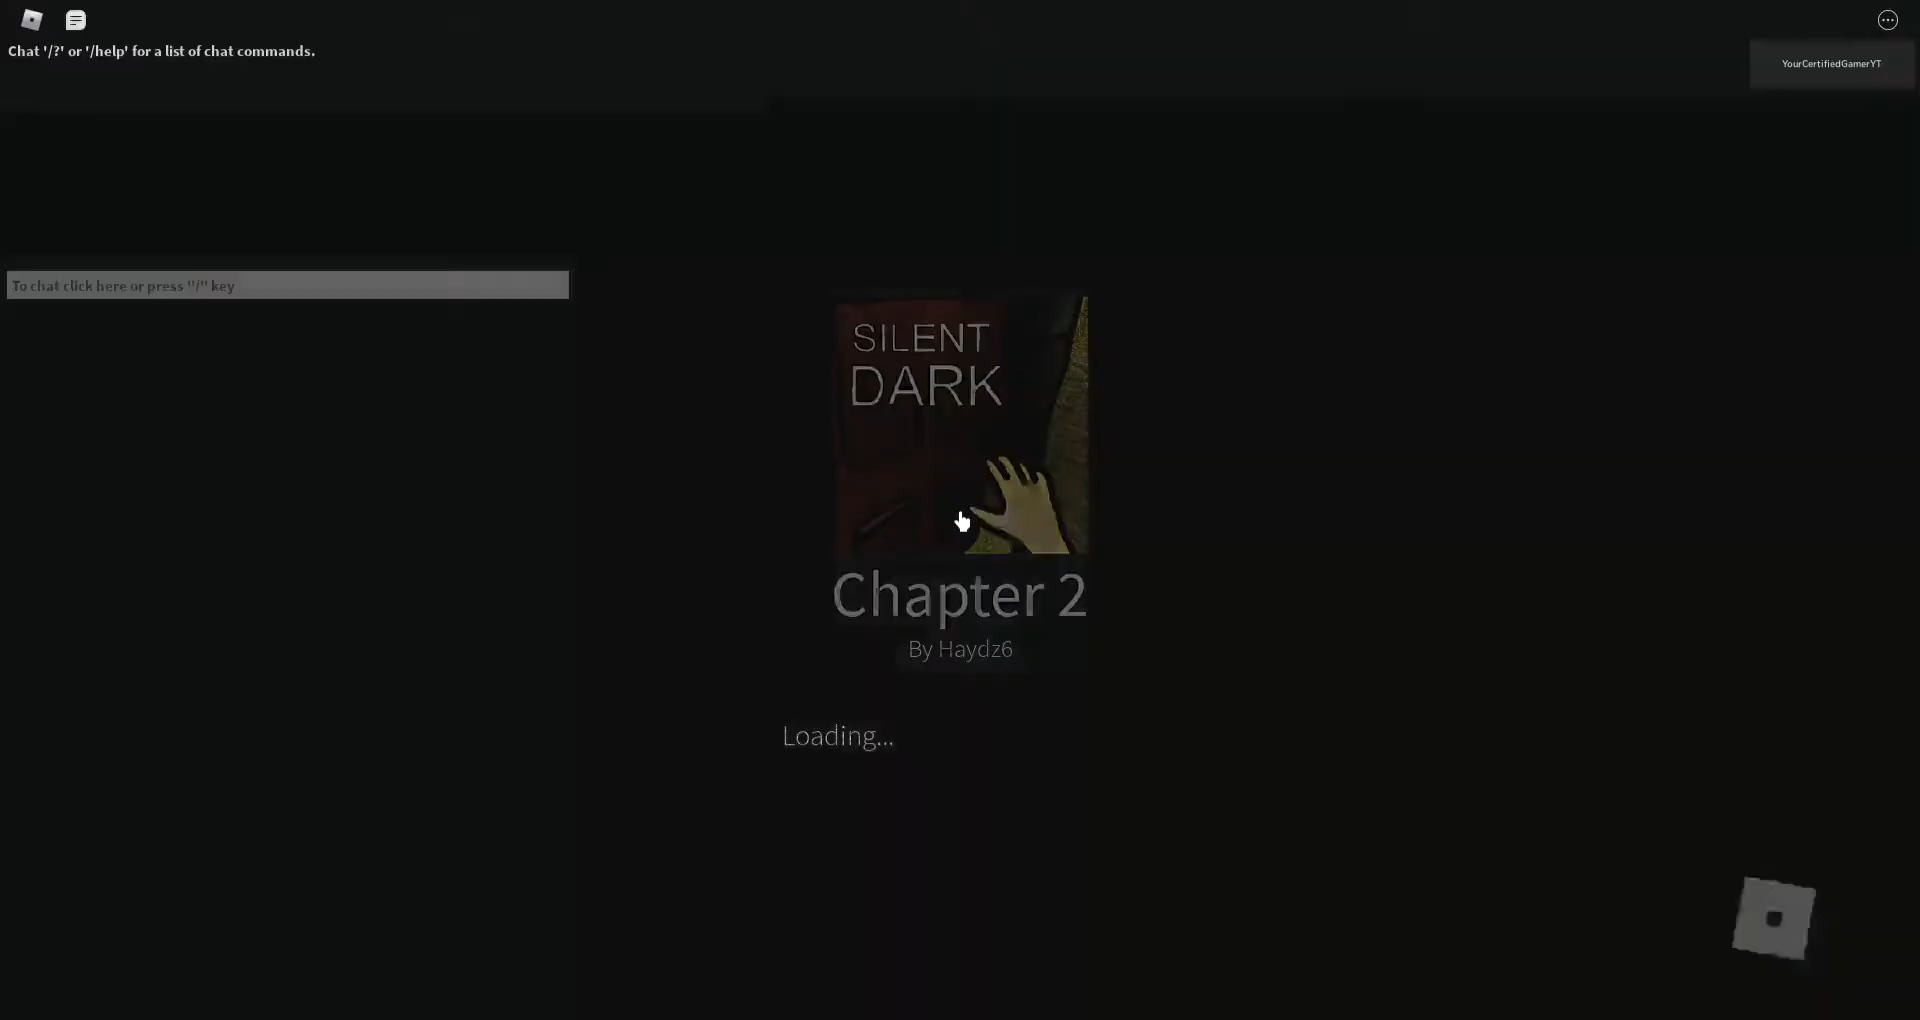 Chat '/?' or '/help' for a list of chat commands.
YourCertifiedGamerYT
To chat click here or press "/" key
SILENT
DARK
Chapter 2
By Haydz6
Loading...